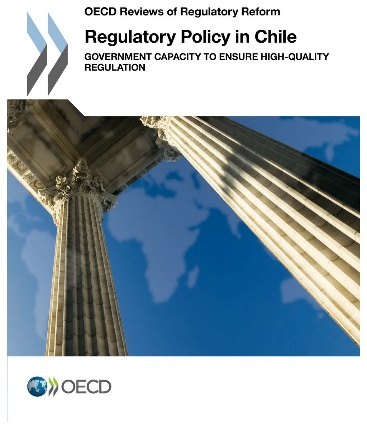 OECD Reviews of Regulatory Reform
Regulatory Policy in Chile
GOVERNMENT CAPACITY TO ENSURE HIGH-QUALITY
REGULATION
OECD